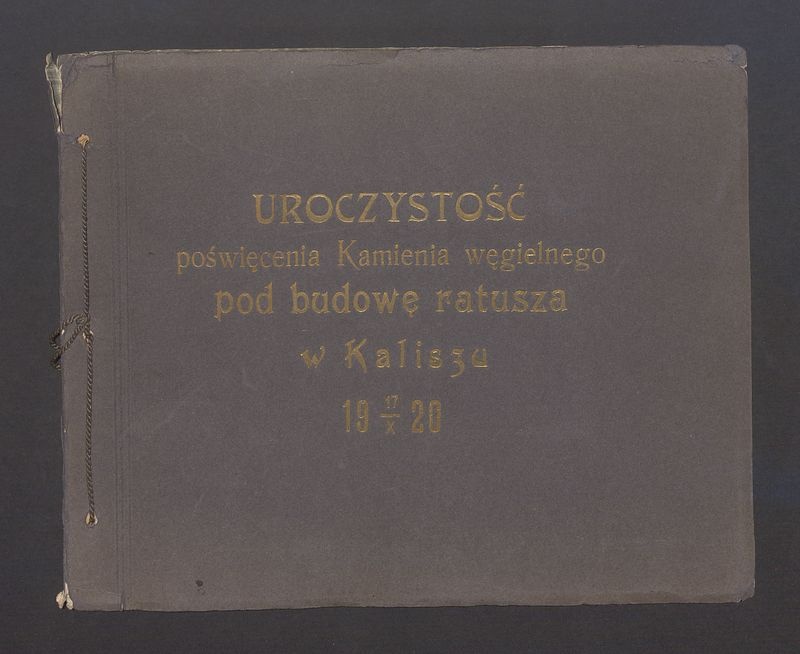 UROCZYSTOŚĆ
poświęcenia Kamienia węgielnego
pod budowę ratusza
w Kaliszu
19 17/X 20